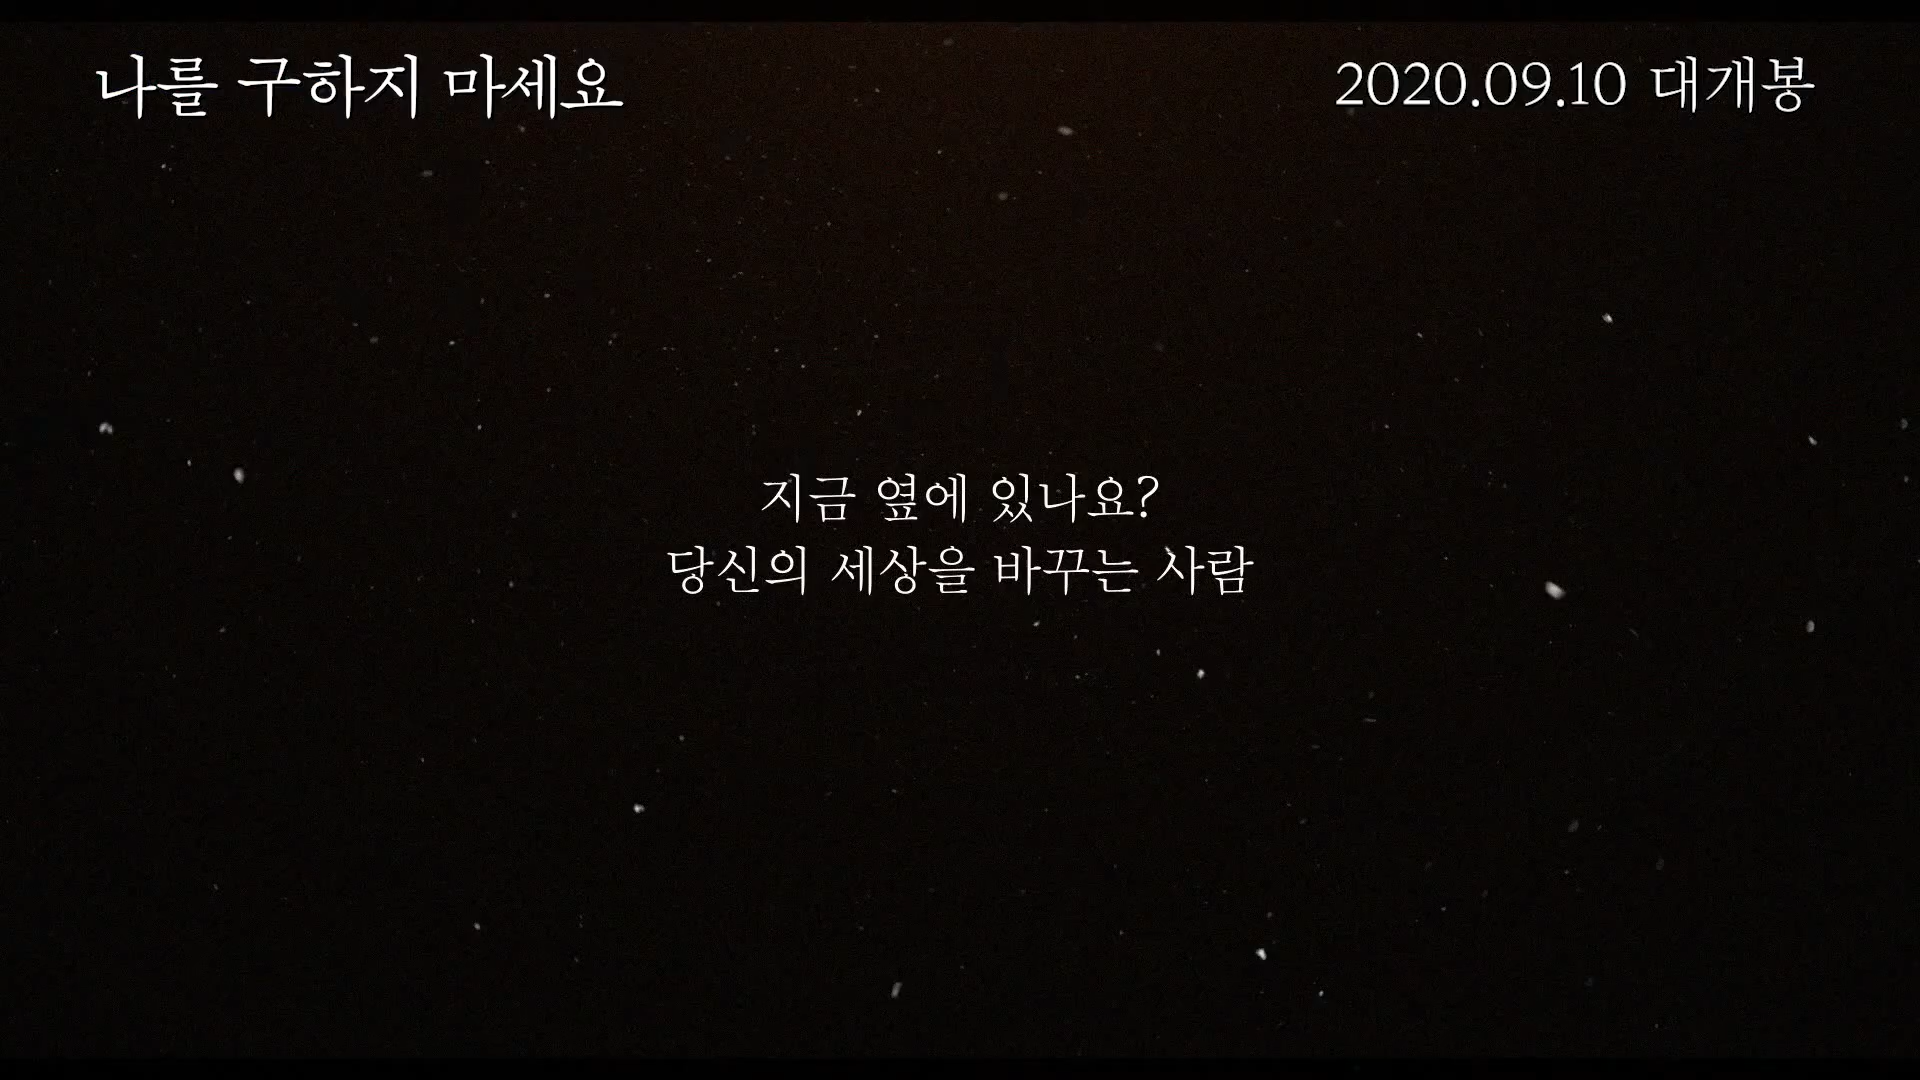 나를 구하지 마세요
2020.09.10 대개봉
지금 옆에 있나요?
당신의 세상을 바꾸는 사람